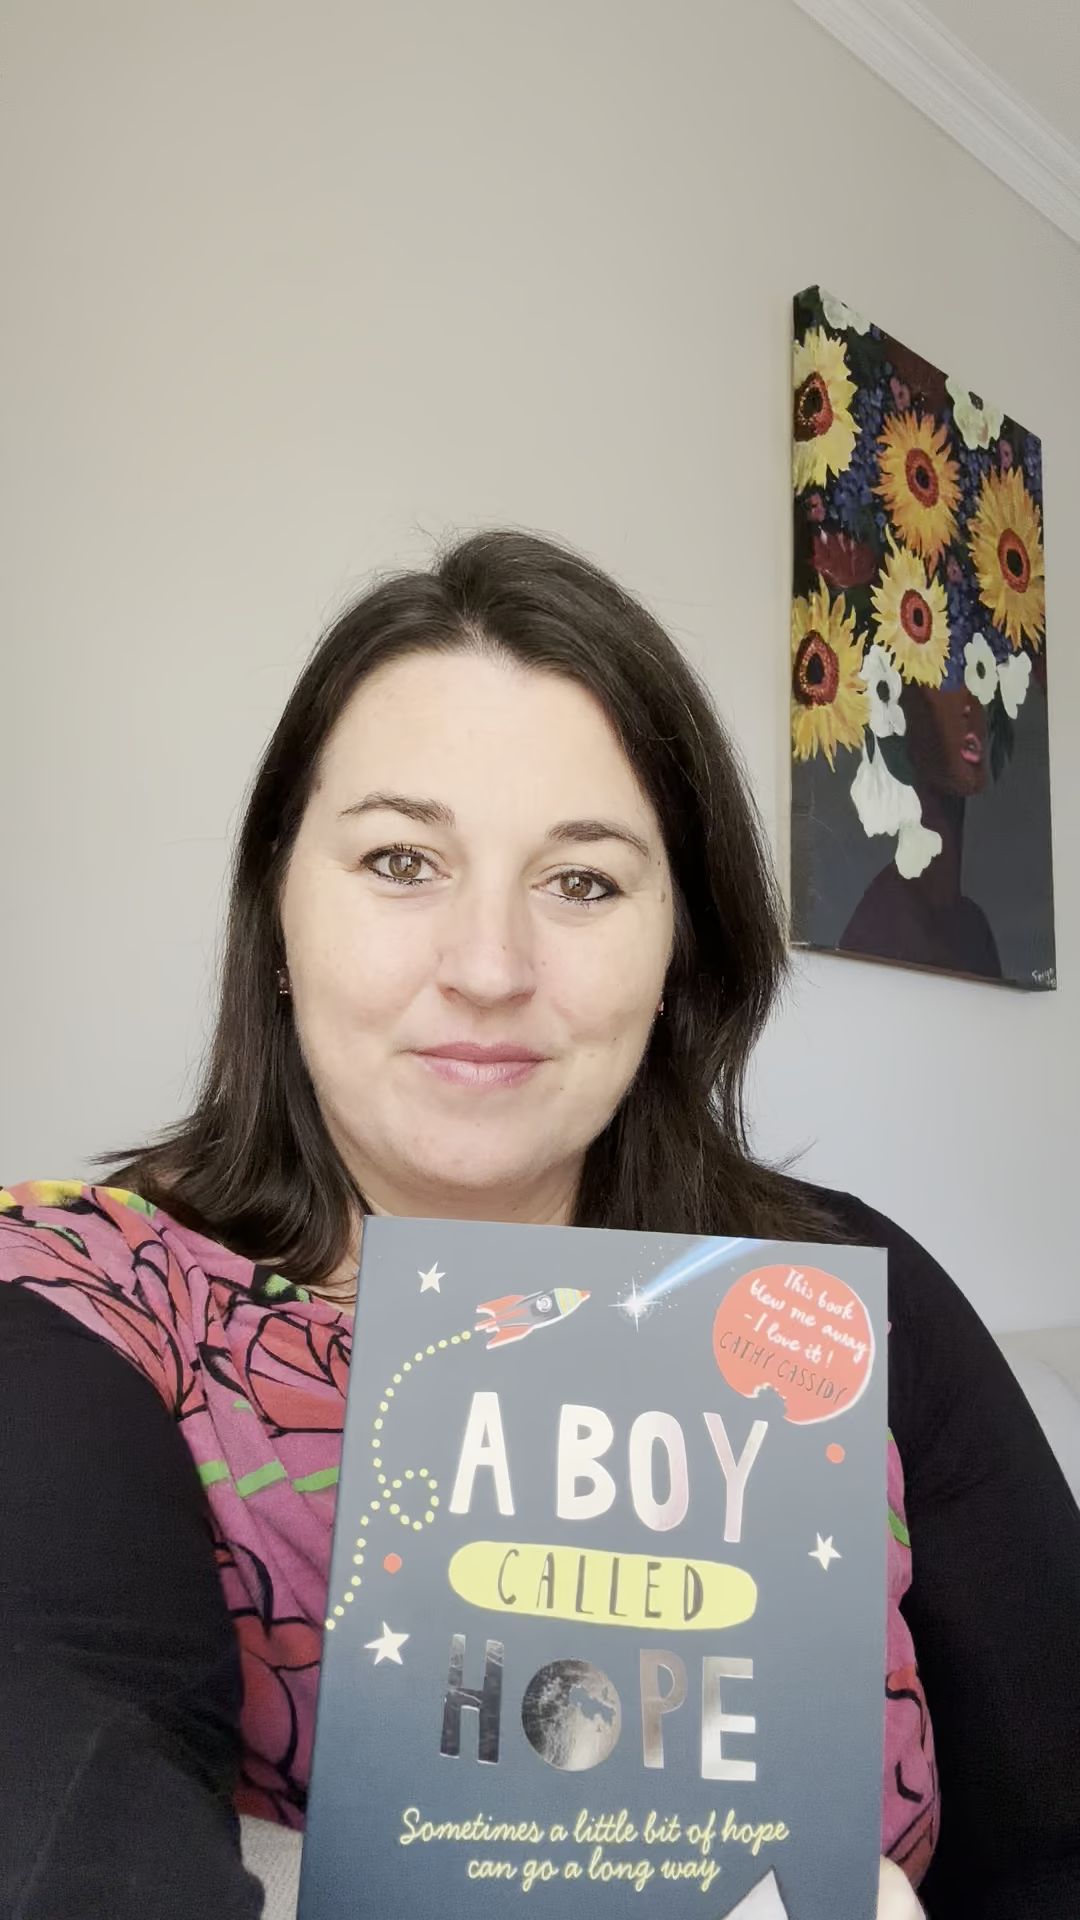 This book
blew me away
- I love it!
CATHY CASSIDY
A BOY
CALLED
HOPE
Sometimes a little bit of hope
can go a long way